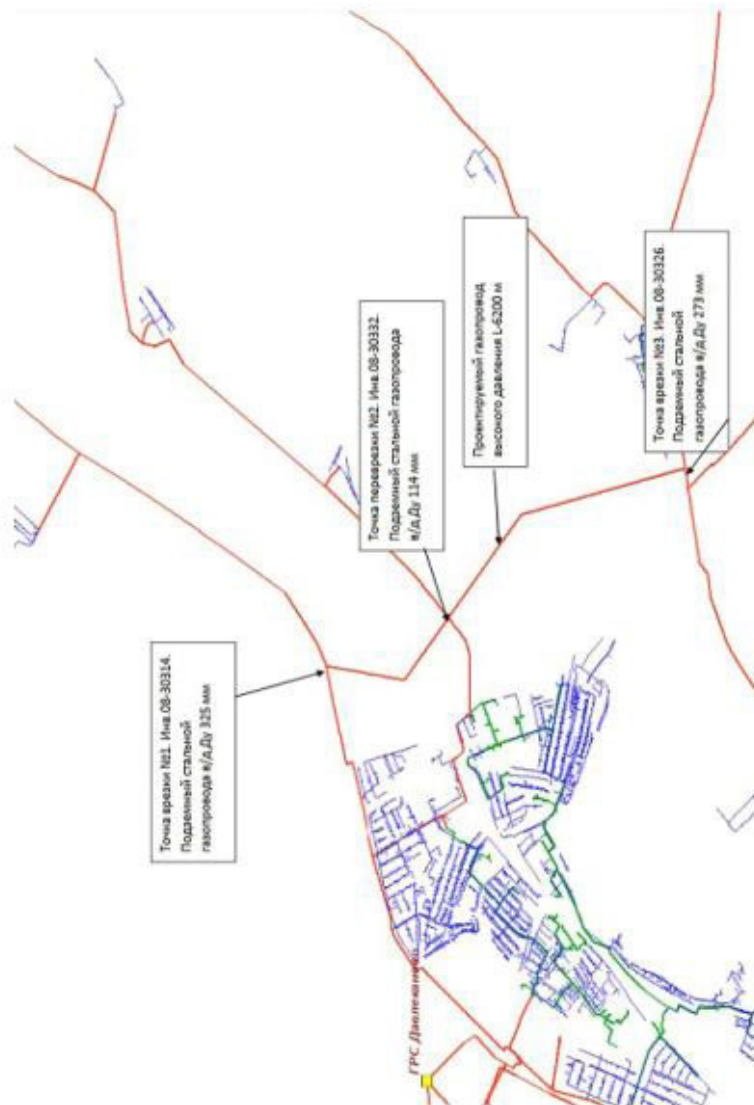 Точка врезки №1. Инв.08-30314.
Подземный стальной
газопровода в/д Ду 325 мм
Точка переврезки №2. Инв.08-30332.
Подземный стальной газопровода
в/д Ду 114 мм
Проектируемый газопровод
высокого давления L-6200 м
Точка врезки №3. Инв.08-30326.
Подземный стальной
газопровода в/д Ду 273 мм
ГРС Давлеканово